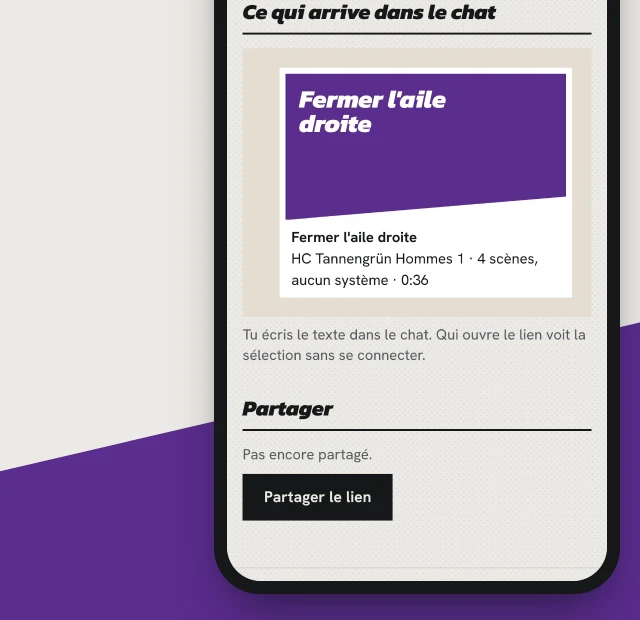 Ce qui arrive dans le chat
Fermer l'aile
droite
Fermer l'aile droite
HC Tannengrün Hommes 1 · 4 scènes,
aucun système · 0:36
Tu écris le texte dans le chat. Qui ouvre le lien voit la
sélection sans se connecter.
Partager
Pas encore partagé.
Partager le lien